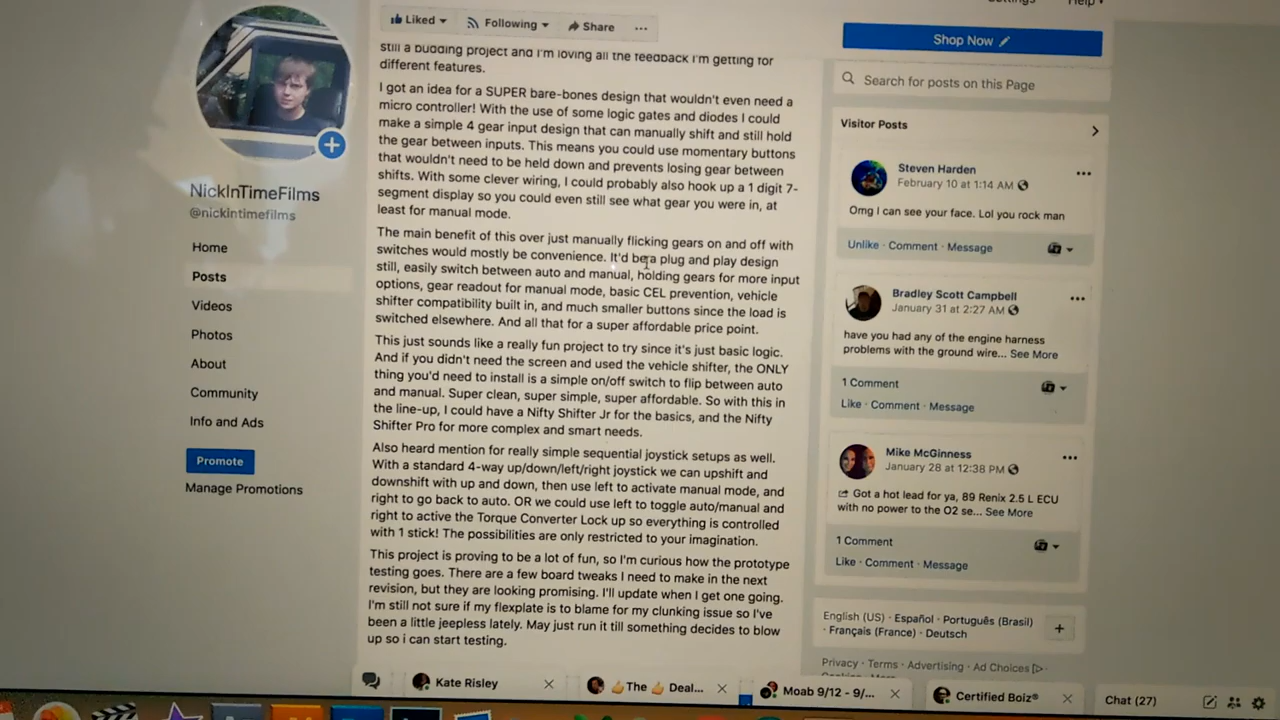 Help
Liked
Following
Share
...
Shop Now
Search for posts on this Page
still a budding project and I'm loving all the feedback I'm getting for
different features.
I got an idea for a SUPER bare-bones design that wouldn't even need a
micro controller! With the use of some logic gates and diodes I could
make a simple 4 gear input design that can manually shift and still hold
the gear between inputs. This means you could use momentary buttons
that wouldn't need to be held down and prevents losing gear between
shifts. With some clever wiring, I could probably also hook up a 1 digit 7-
segment display so you could even still see what gear you were in, at
least for manual mode.
The main benefit of this over just manually flicking gears on and off with
switches would mostly be convenience. It'd be a plug and play design
still, easily switch between auto and manual, holding gears for more input
options, gear readout for manual mode, basic CEL prevention, vehicle
shifter compatibility built in, and much smaller buttons since the load is
switched elsewhere. And all that for a super affordable price point.
This just sounds like a really fun project to try since it's just basic logic.
And if you didn't need the screen and used the vehicle shifter, the ONLY
thing you'd need to install is a simple on/off switch to flip between auto
and manual. Super clean, super simple, super affordable. So with this in
the line-up, I could have a Nifty Shifter Jr for the basics, and the Nifty
Shifter Pro for more complex and smart needs.
Also heard mention for really simple sequential joystick setups as well.
With a standard 4-way up/down/left/right joystick we can upshift and
downshift with up and down, then use left to activate manual mode, and
right to go back to auto. OR we could use left to toggle auto/manual and
right to active the Torque Converter Lock up so everything is controlled
with 1 stick! The possibilities are only restricted to your imagination.
This project is proving to be a lot of fun, so I'm curious how the prototype
testing goes. There are a few board tweaks I need to make in the next
revision, but they are looking promising. I'll update when I get one going.
I'm still not sure if my flexplate is to blame for my clunking issue so I've
been a little jeepless lately. May just run it till something decides to blow
up so i can start testing.
NickInTimeFilms
@nickintimefilms
Home
Posts
Videos
Photos
About
Community
Info and Ads
Promote
Manage Promotions
Visitor Posts
Steven Harden
February 10 at 1:14 AM
Omg I can see your face. Lol you rock man
Unlike · Comment · Message
Bradley Scott Campbell
January 31 at 2:27 AM
have you had any of the engine harness
problems with the ground wire... See More
1 Comment
Like · Comment · Message
Mike McGinness
January 28 at 12:38 PM
Got a hot lead for ya, 89 Renix 2.5 L ECU
with no power to the O2 se... See More
1 Comment
Like · Comment · Message
English (US) · Español · Português (Brasil)
· Français (France) · Deutsch
Privacy · Terms · Advertising · Ad Choices
Kate Risley
👍The 👍 Deal...
Moab 9/12 - 9/...
Certified Boiz®
Chat (27)